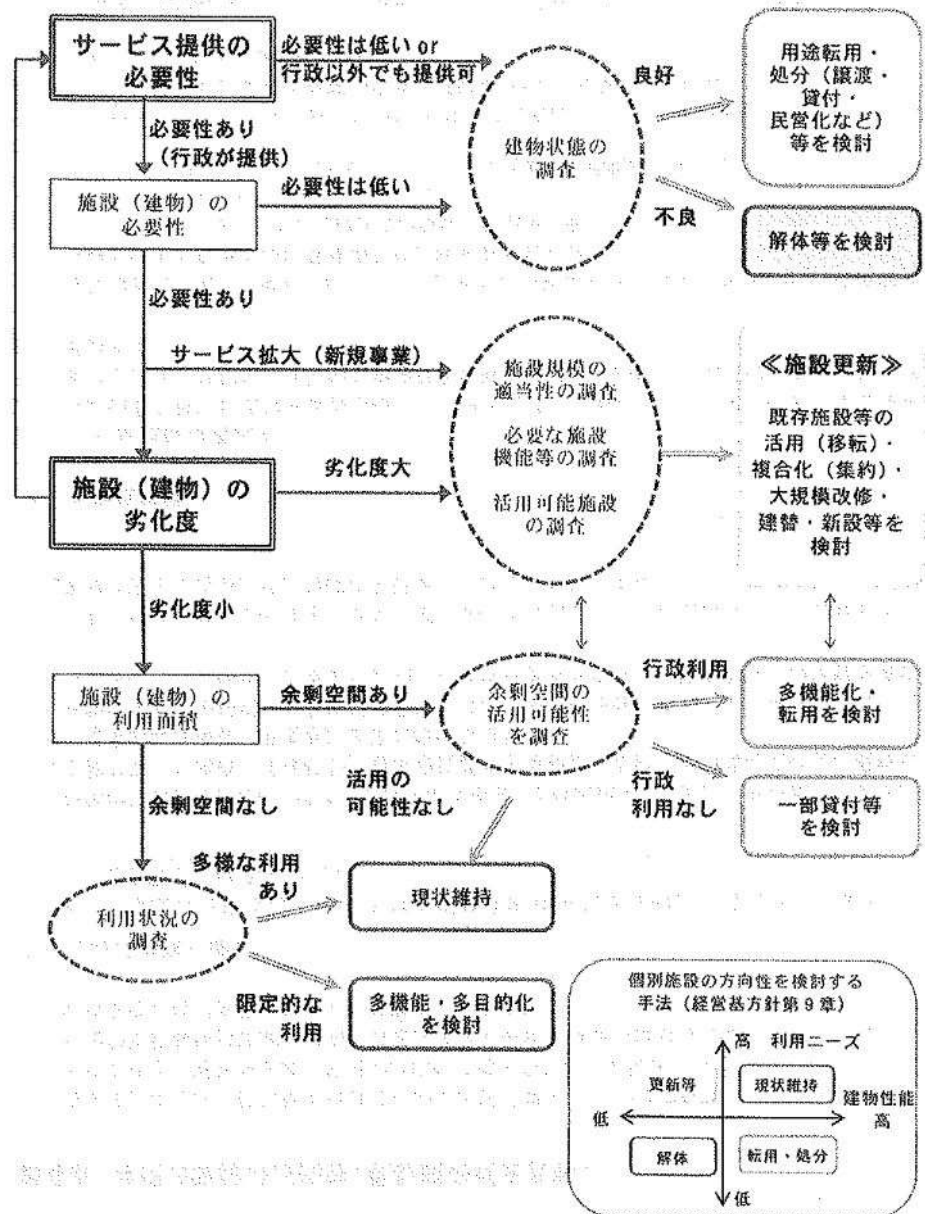 サービス提供の
必要性
必要性は低い or
行政以外でも提供可
良好
用途転用・
処分（譲渡・
貸付・
民営化など）
等を検討
必要性あり
（行政が提供）
建物状態の
調査
施設（建物）の
必要性
必要性は低い
不良
解体等を検討
必要性あり
サービス拡大（新規事業）
施設規模の
適当性の調査
必要な施設
機能等の調査
活用可能施設
の調査
≪施設更新≫
既存施設等の
活用（移転）・
複合化（集約）・
大規模改修・
建替・新設等を
検討
施設（建物）の
劣化度
劣化度大
劣化度小
施設（建物）の
利用面積
余剰空間あり
余剰空間の
活用可能性
を調査
行政利用
多機能化・
転用を検討
余剰空間なし
活用の
可能性なし
行政
利用なし
一部貸付等
を検討
多様な利用
あり
現状維持
利用状況の
調査
限定的な
利用
多機能・多目的化
を検討
個別施設の方向性を検討する
手法（経営基方針第９章）
高 利用ニーズ
更新等
現状維持
建物性能
低
高
解体
転用・処分
低